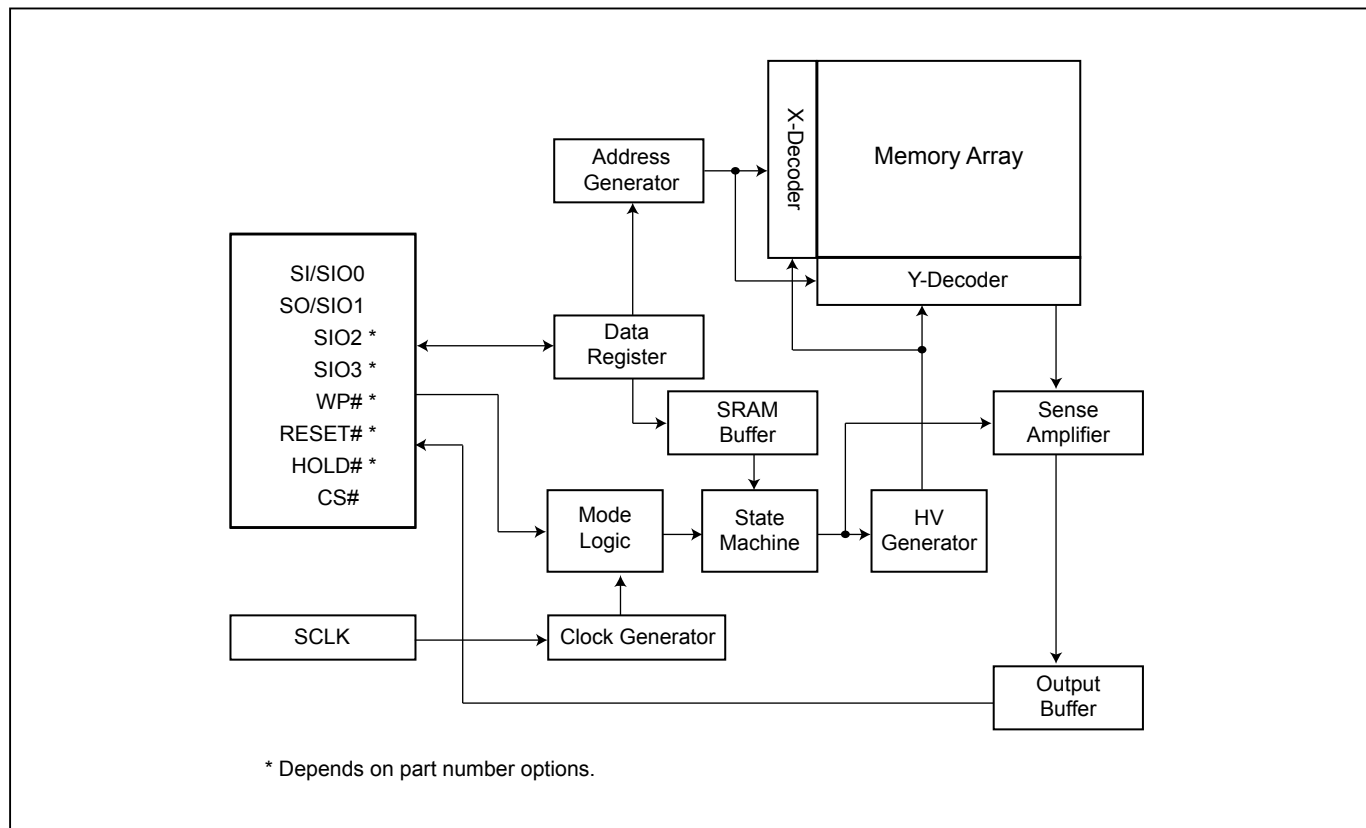 X-Decoder
Memory Array
Address
Generator
Y-Decoder
SI/SIO0
SO/SIO1
SIO2 *
SIO3 *
WP# *
RESET# *
HOLD# *
CS#
Data
Register
SRAM
Buffer
Sense
Amplifier
Mode
Logic
State
Machine
HV
Generator
SCLK
Clock Generator
Output
Buffer
* Depends on part number options.